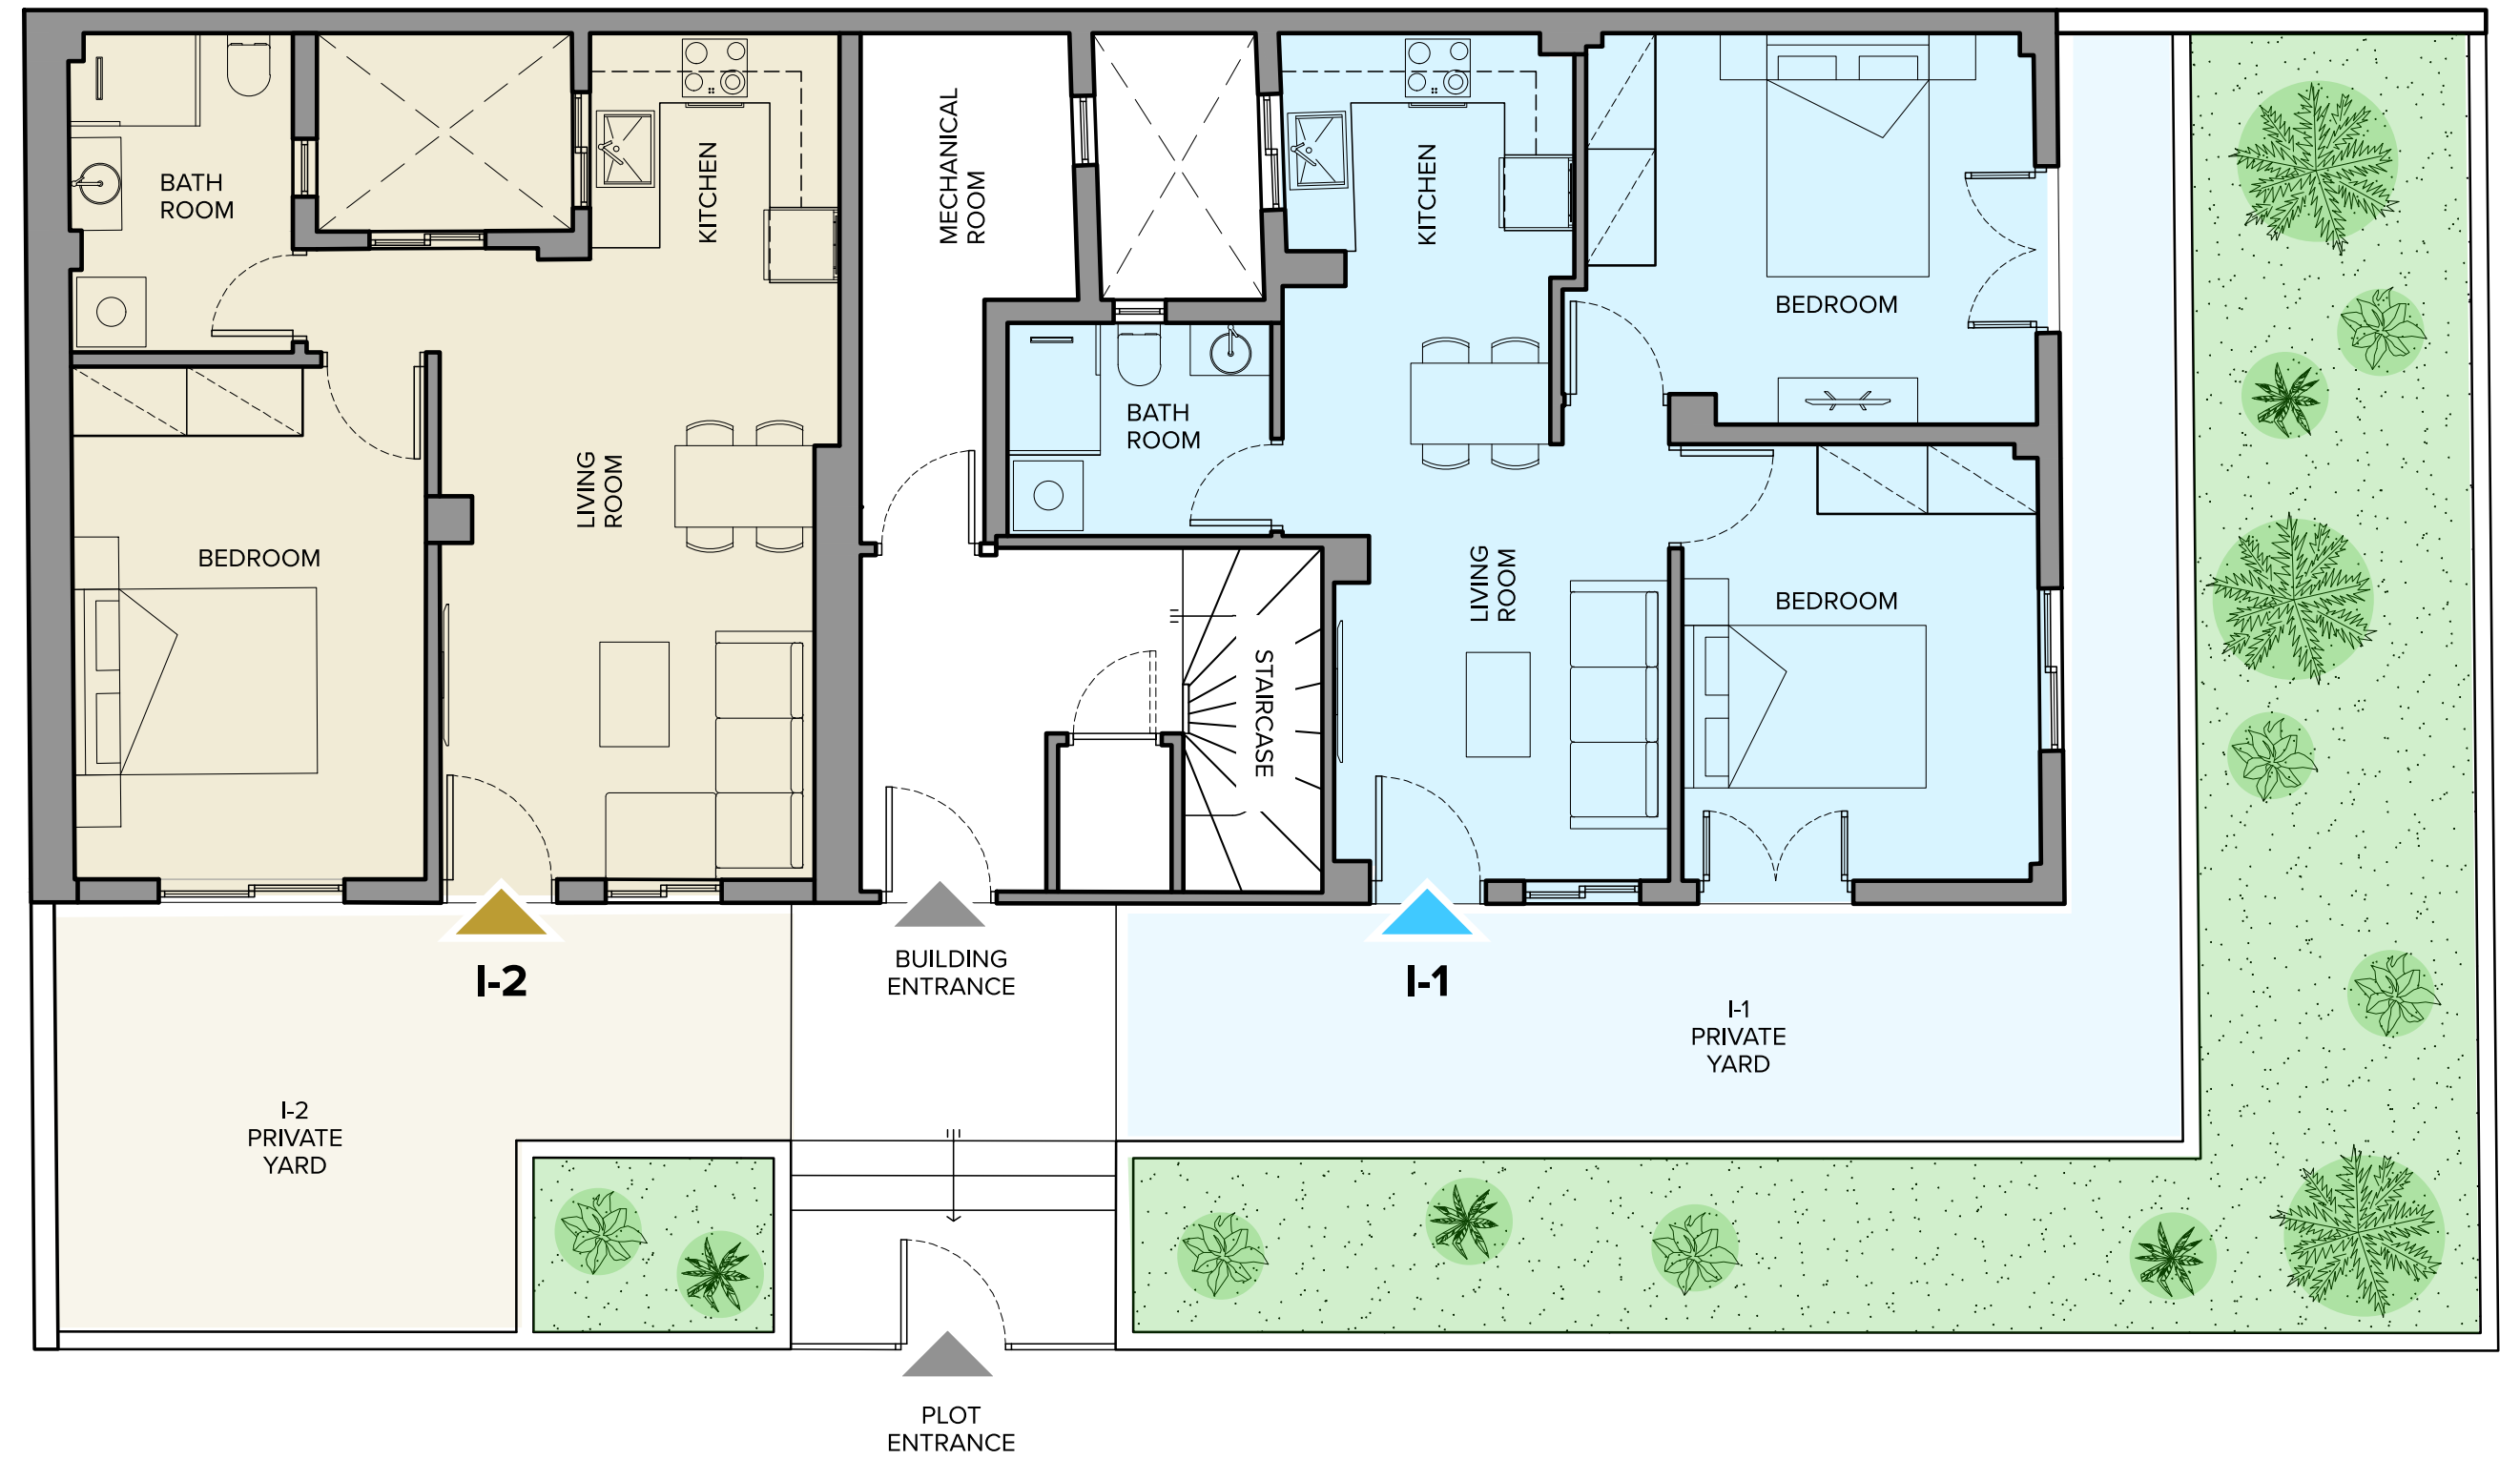 BATH
ROOM
KITCHEN
MECHANICAL
ROOM
KITCHEN
BEDROOM
BATH
ROOM
LIVING
ROOM
BEDROOM
LIVING
ROOM
BEDROOM
STAIRCASE
I-2
BUILDING
ENTRANCE
I-1
I-1
PRIVATE
YARD
I-2
PRIVATE
YARD
PLOT
ENTRANCE